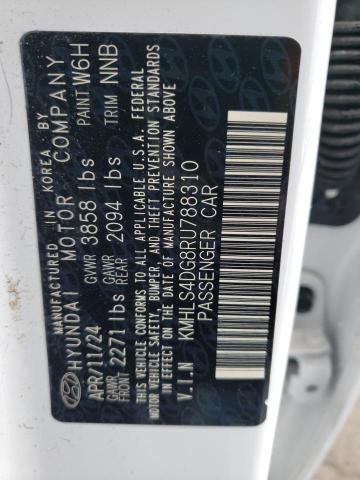 MANUFACTURED IN KOREA BY
HYUNDAI MOTOR COMPANY
APR/11/24 GVWR 3858 lbs PAINT W6H
GAWR FRONT 2271 lbs GAWR REAR 2094 lbs TRIM NNB
THIS VEHICLE CONFORMS TO ALL APPLICABLE U.S.A. FEDERAL
MOTOR VEHICLE SAFETY, BUMPER, AND THEFT PREVENTION STANDARDS
IN EFFECT ON THE DATE OF MANUFACTURE SHOWN ABOVE
V.I.N KMHLS4DG8RU788310
PASSENGER CAR